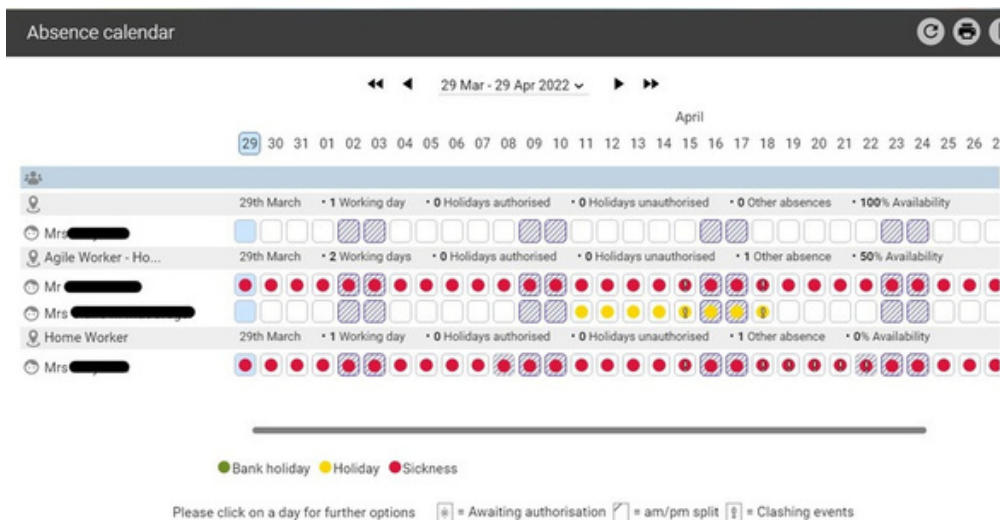 Absence calendar
29 Mar - 29 Apr 2022
April
29 30 31 01 02 03 04 05 06 07 08 09 10 11 12 13 14 15 16 17 18 19 20 21 22 23 24 25 26
29th March • 1 Working day • 0 Holidays authorised • 0 Holidays unauthorised • 0 Other absences • 100% Availability
Mrs
Agile Worker - Ho... 29th March • 2 Working days • 0 Holidays authorised • 0 Holidays unauthorised • 1 Other absence • 50% Availability
Mr
Mrs
Home Worker 29th March • 1 Working day • 0 Holidays authorised • 0 Holidays unauthorised • 1 Other absence • 0% Availability
Mrs
Bank holiday Holiday Sickness
Please click on a day for further options = Awaiting authorisation = am/pm split = Clashing events